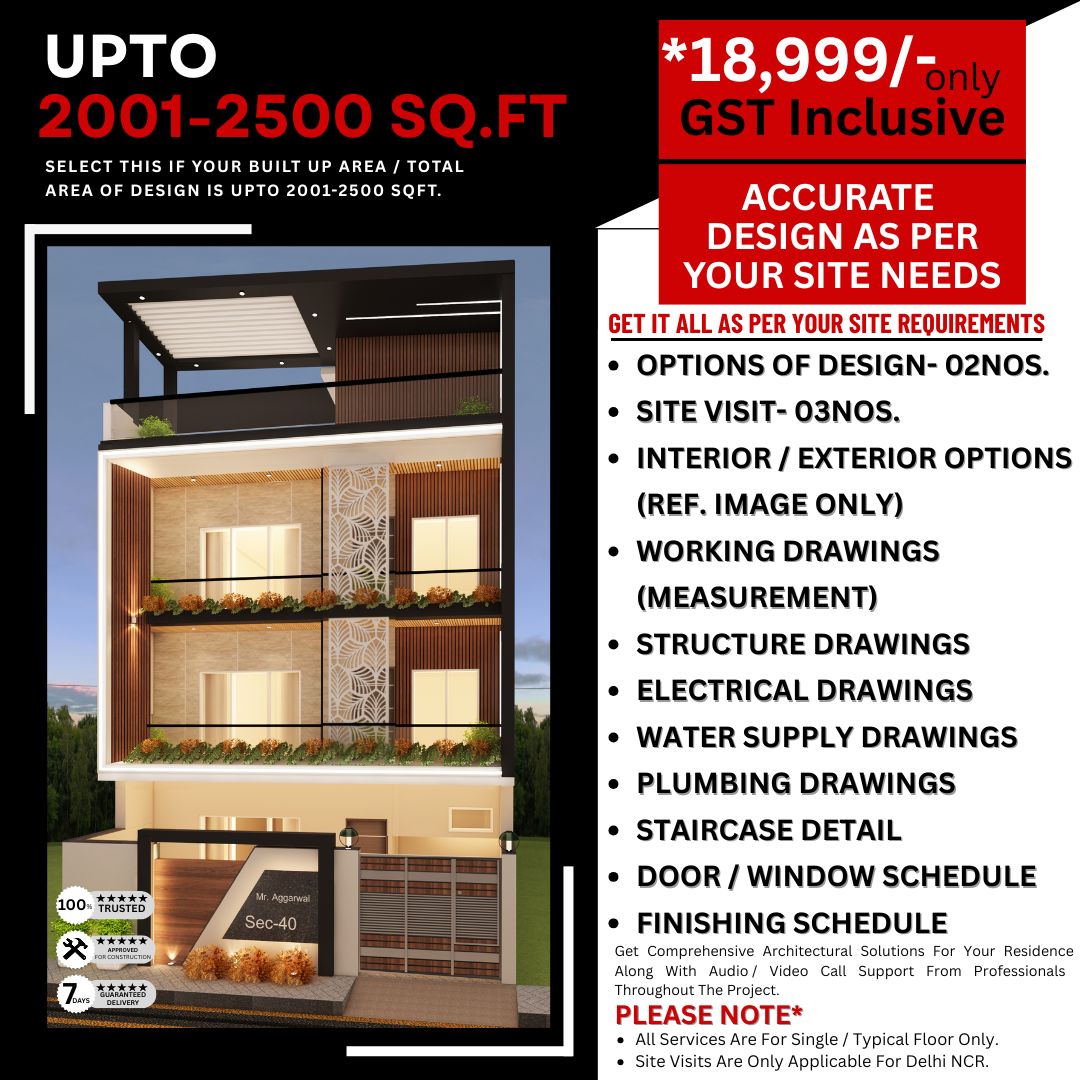 UPTO
2001-2500 SQ.FT
SELECT THIS IF YOUR BUILT UP AREA / TOTAL
AREA OF DESIGN IS UPTO 2001-2500 SQFT.
*18,999/-only
GST Inclusive
ACCURATE
DESIGN AS PER
YOUR SITE NEEDS
GET IT ALL AS PER YOUR SITE REQUIREMENTS
• OPTIONS OF DESIGN- 02NOS.
• SITE VISIT- 03NOS.
• INTERIOR / EXTERIOR OPTIONS
(REF. IMAGE ONLY)
• WORKING DRAWINGS
(MEASUREMENT)
• STRUCTURE DRAWINGS
• ELECTRICAL DRAWINGS
• WATER SUPPLY DRAWINGS
• PLUMBING DRAWINGS
• STAIRCASE DETAIL
• DOOR / WINDOW SCHEDULE
• FINISHING SCHEDULE
Get Comprehensive Architectural Solutions For Your Residence
Along With Audio/ Video Call Support From Professionals
Throughout The Project.
PLEASE NOTE*
• All Services Are For Single / Typical Floor Only.
• Site Visits Are Only Applicable For Delhi NCR.
Mr. Aggarwal
Sec-40
100%
★★★★★
TRUSTED
★★★★★
APPROVED
FOR CONSTRUCTION
7DAYS
★★★★★
GUARANTEED
DELIVERY